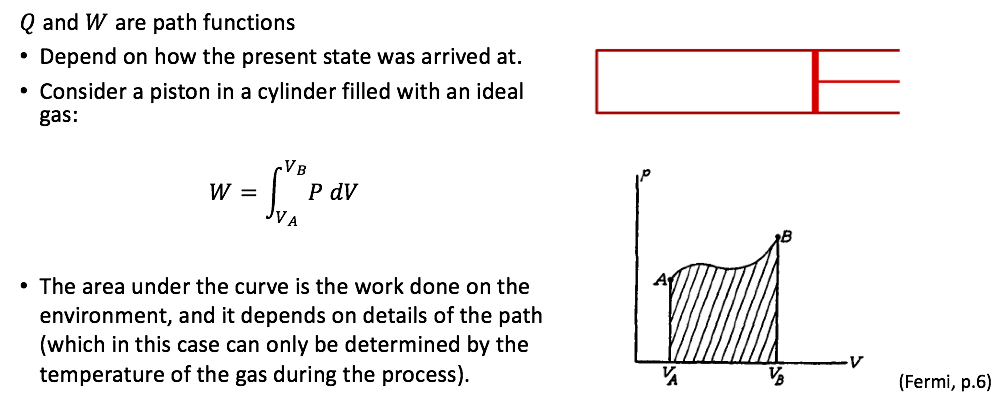 Q and W are path functions
• Depend on how the present state was arrived at.
• Consider a piston in a cylinder filled with an ideal
gas:
W = ∫_{V_A}^{V_B} P dV
• The area under the curve is the work done on the
environment, and it depends on details of the path
(which in this case can only be determined by the
temperature of the gas during the process).
p
B
A
V
V_A
V_B
(Fermi, p.6)